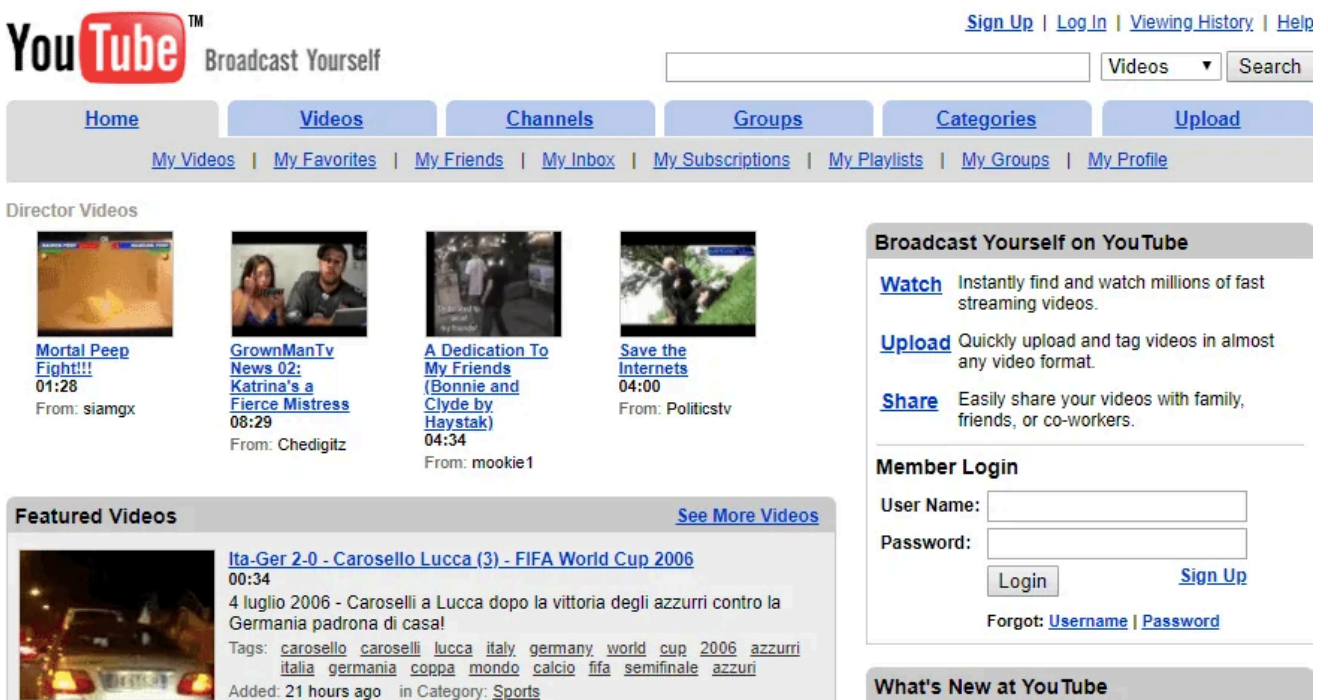 YouTube™
Broadcast Yourself
Sign Up | Log In | Viewing History | Help
Videos ▼ Search
Home Videos Channels Groups Categories Upload
My Videos | My Favorites | My Friends | My Inbox | My Subscriptions | My Playlists | My Groups | My Profile
Director Videos
Mortal Peep
Fight!!!
01:28
From: siamgx
GrownManTv
News 02:
Katrina's a
Fierce Mistress
08:29
From: Chedigitz
A Dedication To
My Friends
(Bonnie and
Clyde by
Haystak)
04:34
From: mookie1
Save the
Internets
04:00
From: Politicstv
Featured Videos See More Videos
Ita-Ger 2-0 - Carosello Lucca (3) - FIFA World Cup 2006
00:34
4 luglio 2006 - Caroselli a Lucca dopo la vittoria degli azzurri contro la
Germania padrona di casa!
Tags: carosello caroselli lucca italy germany world cup 2006 azzurri
italia germania coppa mondo calcio fifa semifinale azzuri
Added: 21 hours ago in Category: Sports
Broadcast Yourself on YouTube
Watch Instantly find and watch millions of fast
streaming videos.
Upload Quickly upload and tag videos in almost
any video format.
Share Easily share your videos with family,
friends, or co-workers.
Member Login
User Name:
Password:
Login Sign Up
Forgot: Username | Password
What's New at YouTube